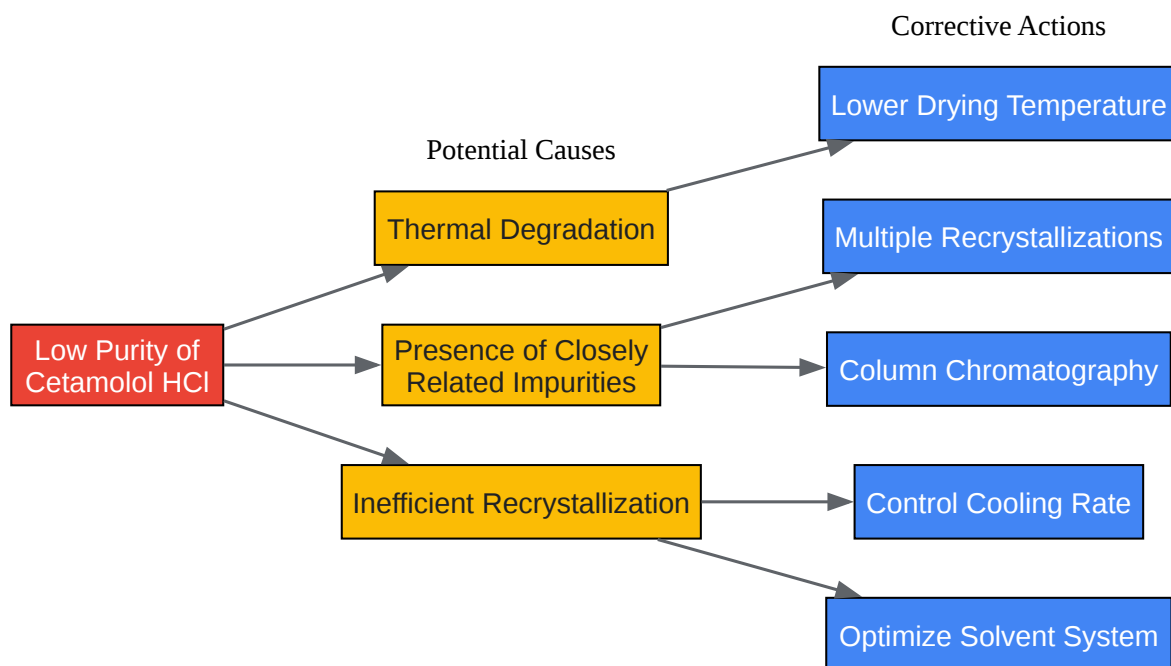 Corrective Actions
Lower Drying Temperature
Potential Causes
Thermal Degradation
Multiple Recrystallizations
Low Purity of
Cetamolol HCl
Presence of Closely
Related Impurities
Column Chromatography
Inefficient Recrystallization
Control Cooling Rate
Optimize Solvent System